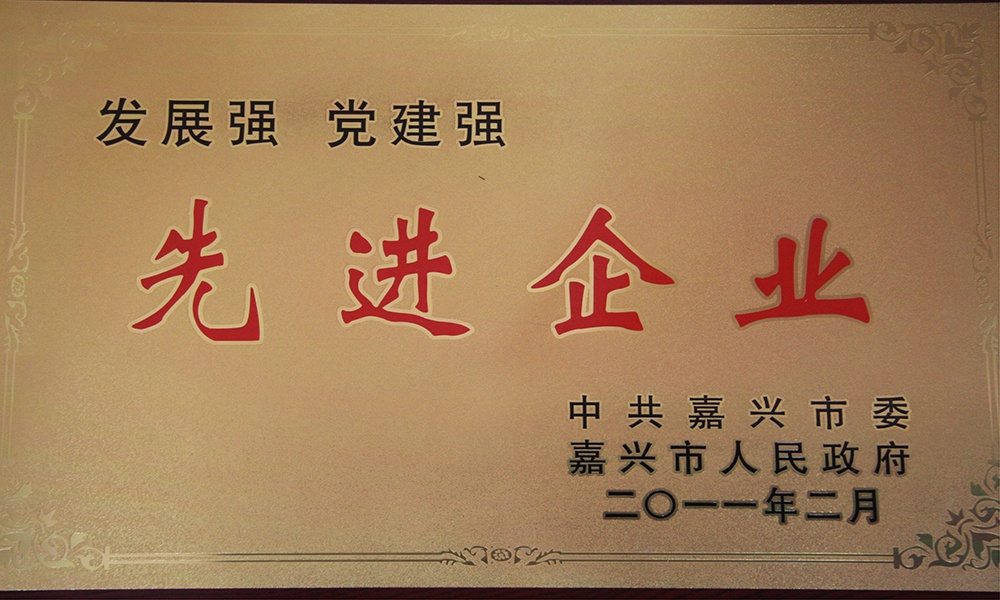 发展强 党建强
先进企业
中共嘉兴市委
嘉兴市人民政府
二〇一一年二月